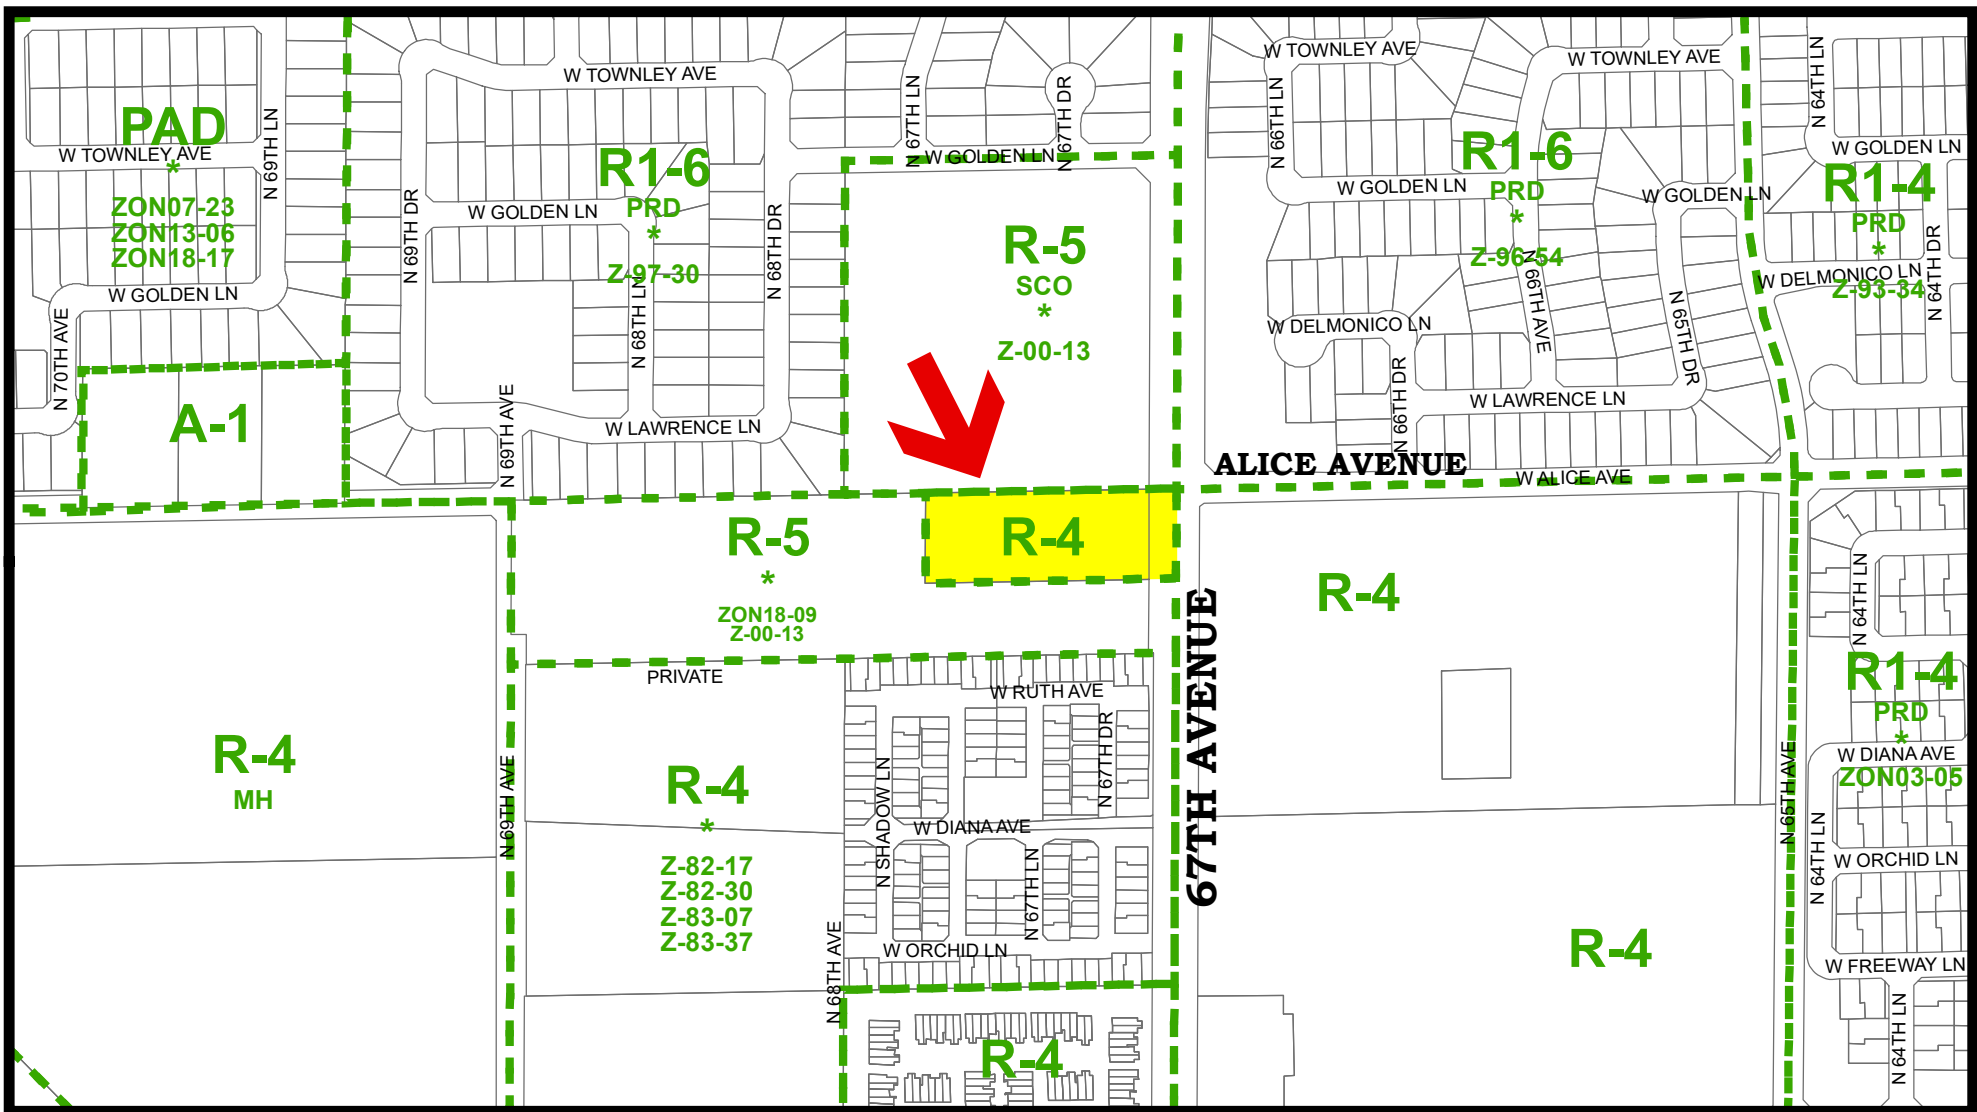 W TOWNLEY AVE
W TOWNLEY AVE
W TOWNLEY AVE
N 64TH LN
N 67TH LN
N 67TH DR
N 66TH LN
PAD
*
W TOWNLEY AVE
N 69TH LN
ZON07-23
ZON13-06
ZON18-17
W GOLDEN LN
N 70TH AVE
A-1
R1-6
PRD
*
Z-97-30
N 69TH DR
W GOLDEN LN
N 68TH LN
N 68TH DR
W LAWRENCE LN
N 69TH AVE
W GOLDEN LN
R-5
SCO
*
Z-00-13
R1-6
PRD
*
Z-96-54
W GOLDEN LN
W GOLDEN LN
N 66TH AVE
N 65TH DR
W DELMONICO LN
N 66TH DR
W LAWRENCE LN
W GOLDEN LN
R1-4
PRD
*
Z-93-34
W DELMONICO LN
N 64TH DR
ALICE AVENUE
W ALICE AVE
R-5
*
ZON18-09
Z-00-13
R-4
R-4
67TH AVENUE
N 64TH LN
R1-4
PRD
*
W DIANA AVE
ZON03-05
PRIVATE
W RUTH AVE
N 67TH DR
R-4
MH
N 69TH AVE
R-4
*
Z-82-17
Z-82-30
Z-83-07
Z-83-37
N SHADOW LN
W DIANA AVE
N 67TH LN
W ORCHID LN
N 68TH AVE
N 65TH AVE
N 64TH LN
W ORCHID LN
R-4
W FREEWAY LN
N 64TH LN
R-4